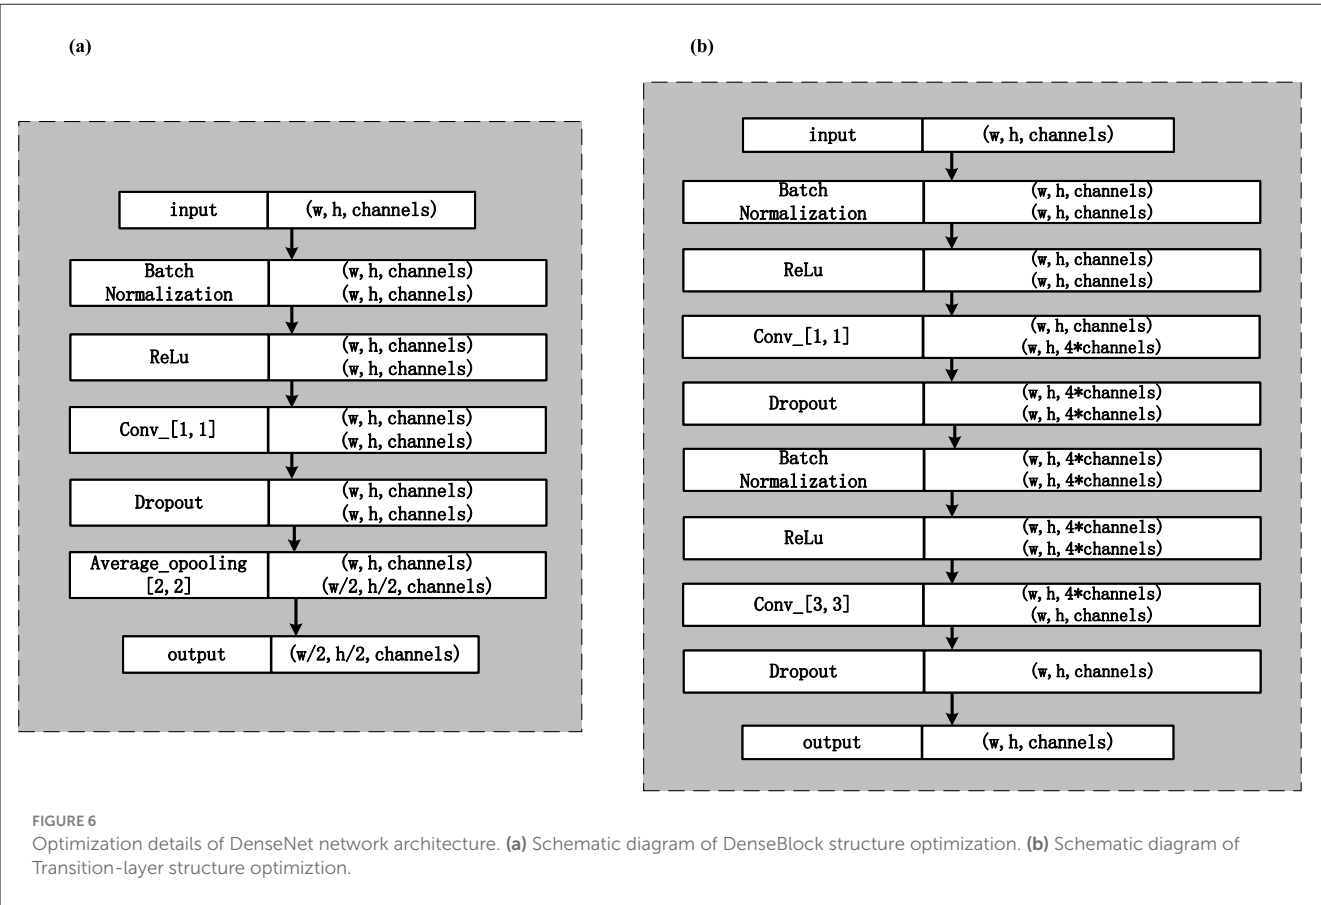 (a)
input (w, h, channels)
Batch Normalization (w, h, channels)
(w, h, channels)
ReLu (w, h, channels)
(w, h, channels)
Conv_[1, 1] (w, h, channels)
(w, h, channels)
Dropout (w, h, channels)
(w, h, channels)
Average_opooling (w, h, channels)
[2, 2] (w/2, h/2, channels)
output (w/2, h/2, channels)
(b)
input (w, h, channels)
Batch (w, h, channels)
Normalization (w, h, channels)
ReLu (w, h, channels)
(w, h, channels)
Conv_[1, 1] (w, h, channels)
(w, h, 4*channels)
Dropout (w, h, 4*channels)
(w, h, 4*channels)
Batch (w, h, 4*channels)
Normalization (w, h, 4*channels)
ReLu (w, h, 4*channels)
(w, h, 4*channels)
Conv_[3, 3] (w, h, 4*channels)
(w, h, channels)
Dropout (w, h, channels)
output (w, h, channels)
FIGURE 6
Optimization details of DenseNet network architecture. (a) Schematic diagram of DenseBlock structure optimization. (b) Schematic diagram of
Transition-layer structure optimiztion.